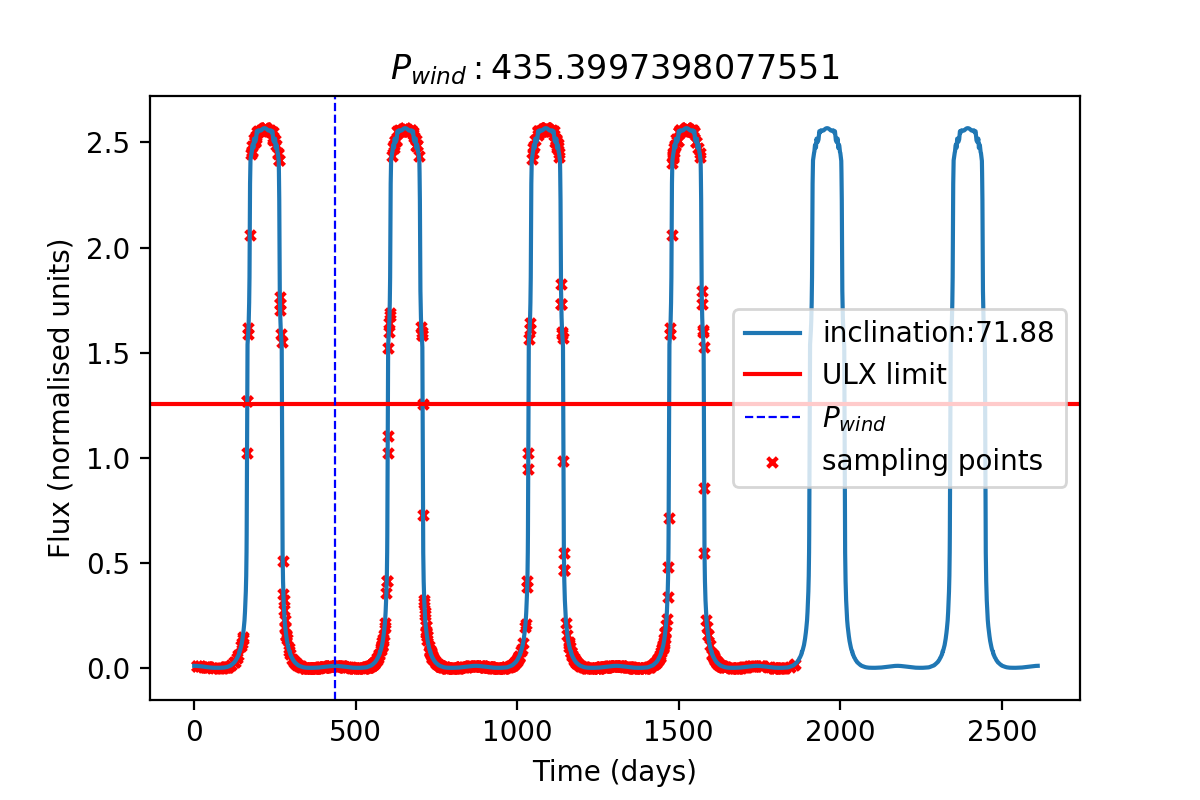 P_wind : 435.3997398077551
2.5
2.0
1.5
1.0
0.5
0.0
Flux (normalised units)
inclination:71.88
ULX limit
P_wind
sampling points
0 500 1000 1500 2000 2500
Time (days)